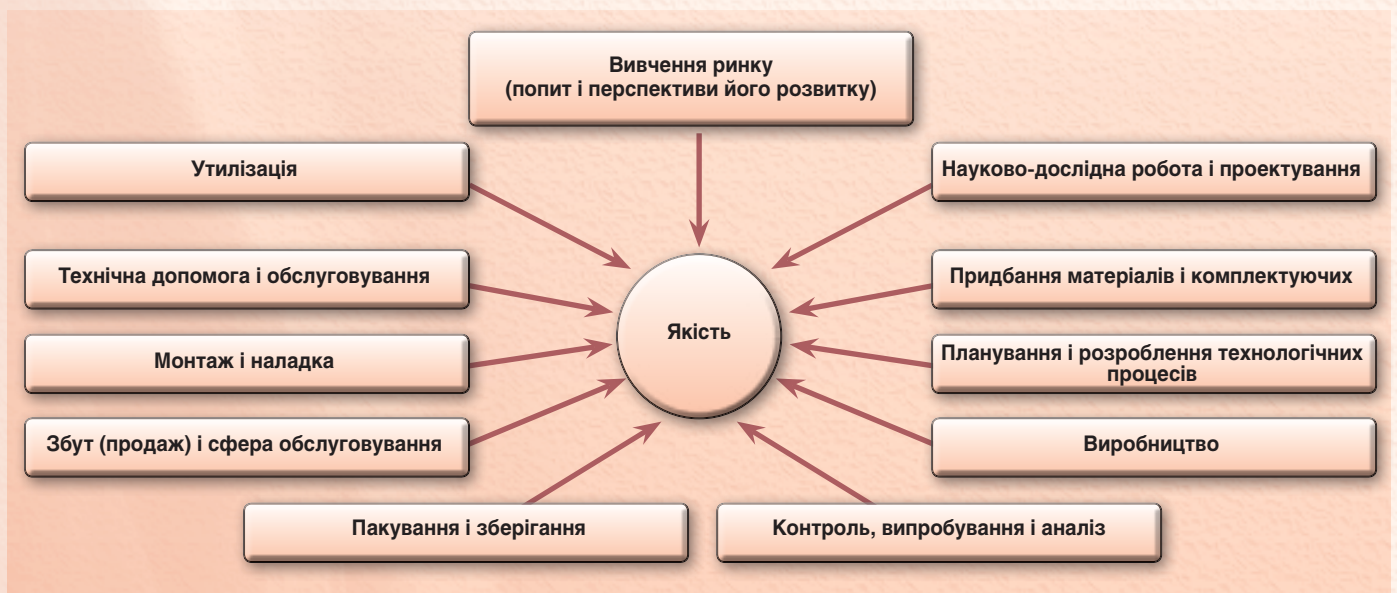 Вивчення ринку
(попит і перспективи його розвитку)
Утилізація
Науково-дослідна робота і проектування
Технічна допомога і обслуговування
Придбання матеріалів і комплектуючих
Якість
Монтаж і наладка
Планування і розроблення технологічних
процесів
Збут (продаж) і сфера обслуговування
Виробництво
Пакування і зберігання
Контроль, випробування і аналіз